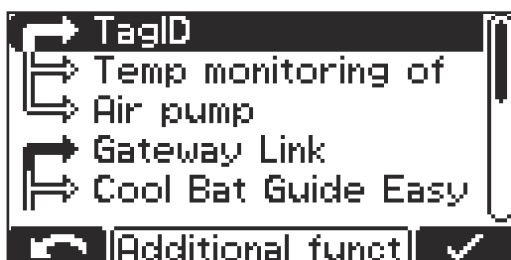 TagID
Temp monitoring of
Air pump
Gateway Link
Cool Bat Guide Easy
Additional funct